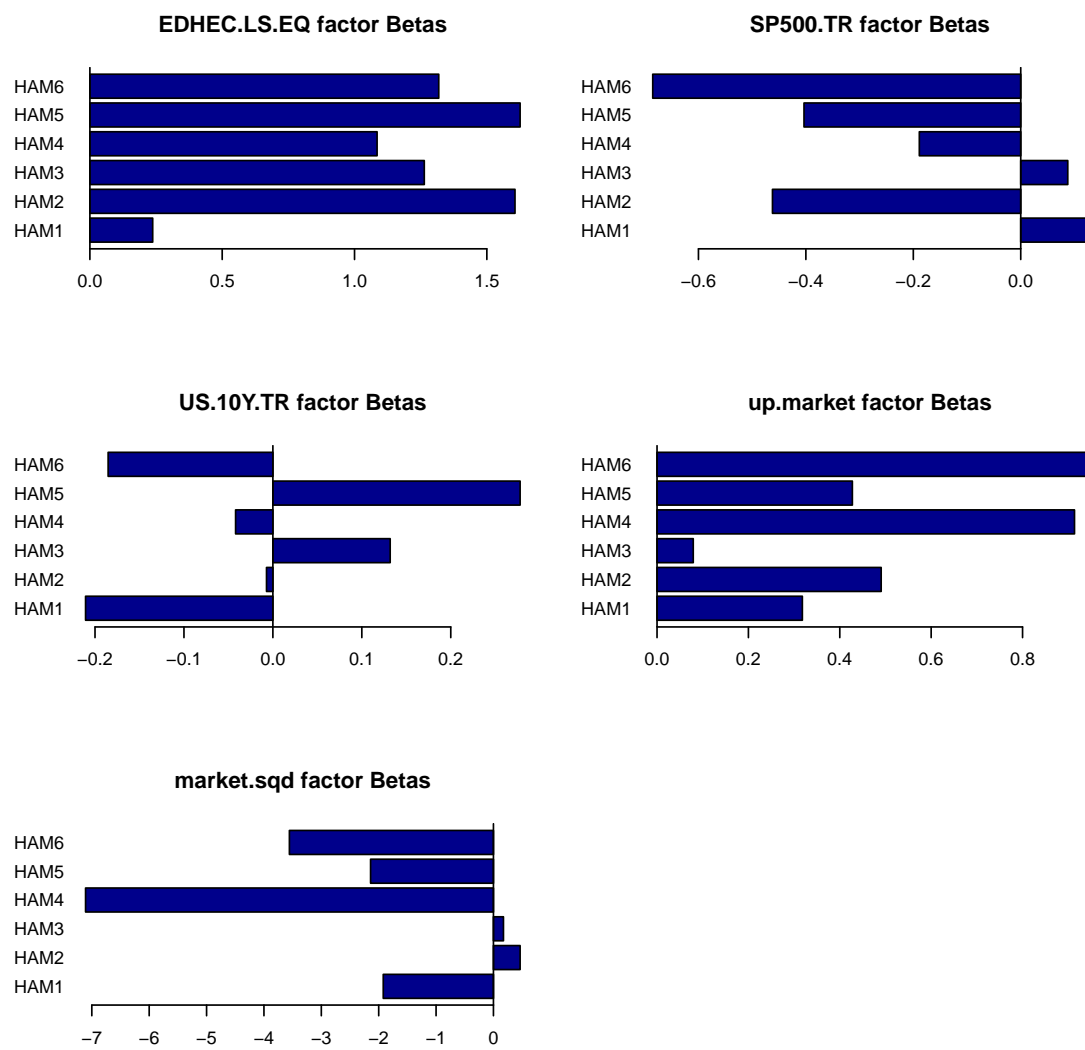 EDHEC.LS.EQ factor Betas
HAM6
HAM5
HAM4
HAM3
HAM2
HAM1
0.0 0.5 1.0 1.5
SP500.TR factor Betas
HAM6
HAM5
HAM4
HAM3
HAM2
HAM1
−0.6 −0.4 −0.2 0.0
US.10Y.TR factor Betas
HAM6
HAM5
HAM4
HAM3
HAM2
HAM1
−0.2 −0.1 0.0 0.1 0.2
up.market factor Betas
HAM6
HAM5
HAM4
HAM3
HAM2
HAM1
0.0 0.2 0.4 0.6 0.8
market.sqd factor Betas
HAM6
HAM5
HAM4
HAM3
HAM2
HAM1
−7 −6 −5 −4 −3 −2 −1 0